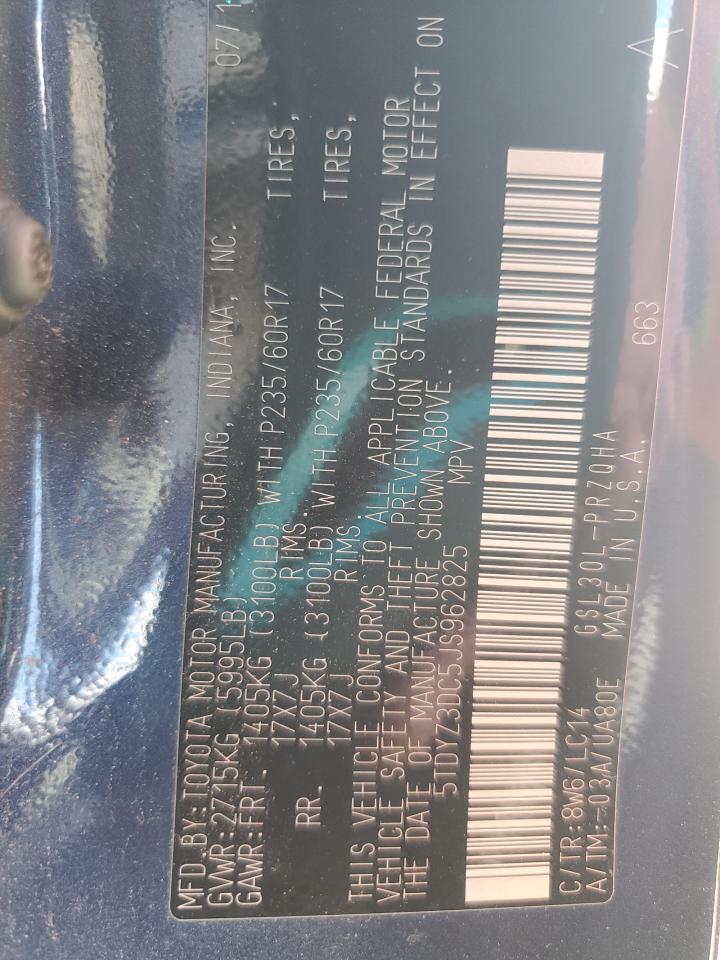 MFD.BY:TOYOTA MOTOR MANUFACTURING, INDIANA, INC. 07/1
GVWR:2715KG (5995LB)
GAWR:FRT. 1405KG (3100LB) WITH P235/60R17 TIRES,
17X7J RIMS
RR. 1405KG (3100LB) WITH P235/60R17 TIRES,
17X7J RIMS.
THIS VEHICLE CONFORMS TO ALL APPLICABLE FEDERAL MOTOR
VEHICLE SAFETY AND THEFT PREVENTION STANDARDS IN EFFECT ON
THE DATE OF MANUFACTURE SHOWN ABOVE.
5TDYZ3DC5JS962825 MPV
C/TR:8W6/LC14 GSL30L-PRZQHA
A/TM:-03A/UA80E MADE IN U.S.A. 663 A